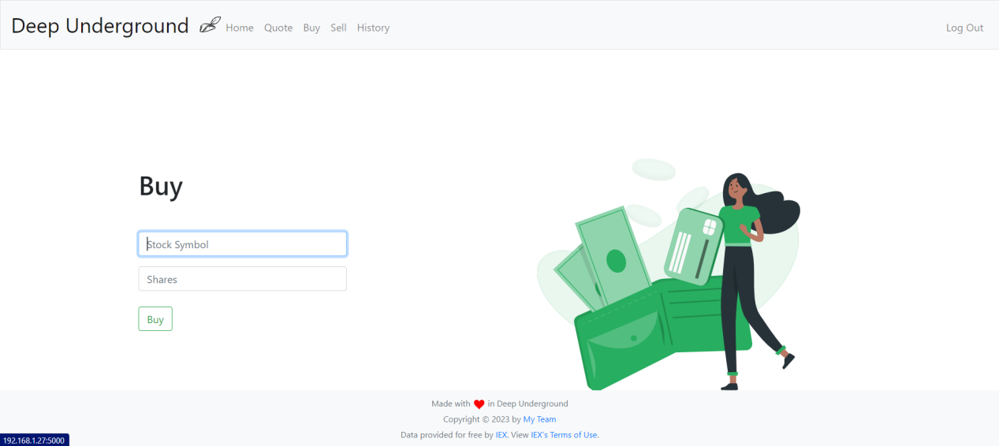 Deep Underground Home Quote Buy Sell History Log Out
Buy
Stock Symbol
Shares
Buy
Made with ❤ in Deep Underground
Copyright © 2023 by My Team
Data provided for free by IEX. View IEX's Terms of Use.
192.168.1.27:5000